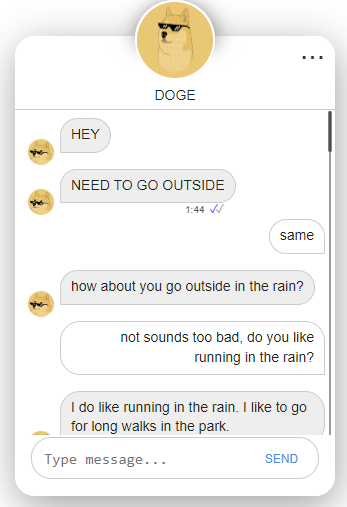 ...
DOGE
HEY
NEED TO GO OUTSIDE
1:44
same
how about you go outside in the rain?
not sounds too bad, do you like
running in the rain?
I do like running in the rain. I like to go
for long walks in the park.
Type message...
SEND